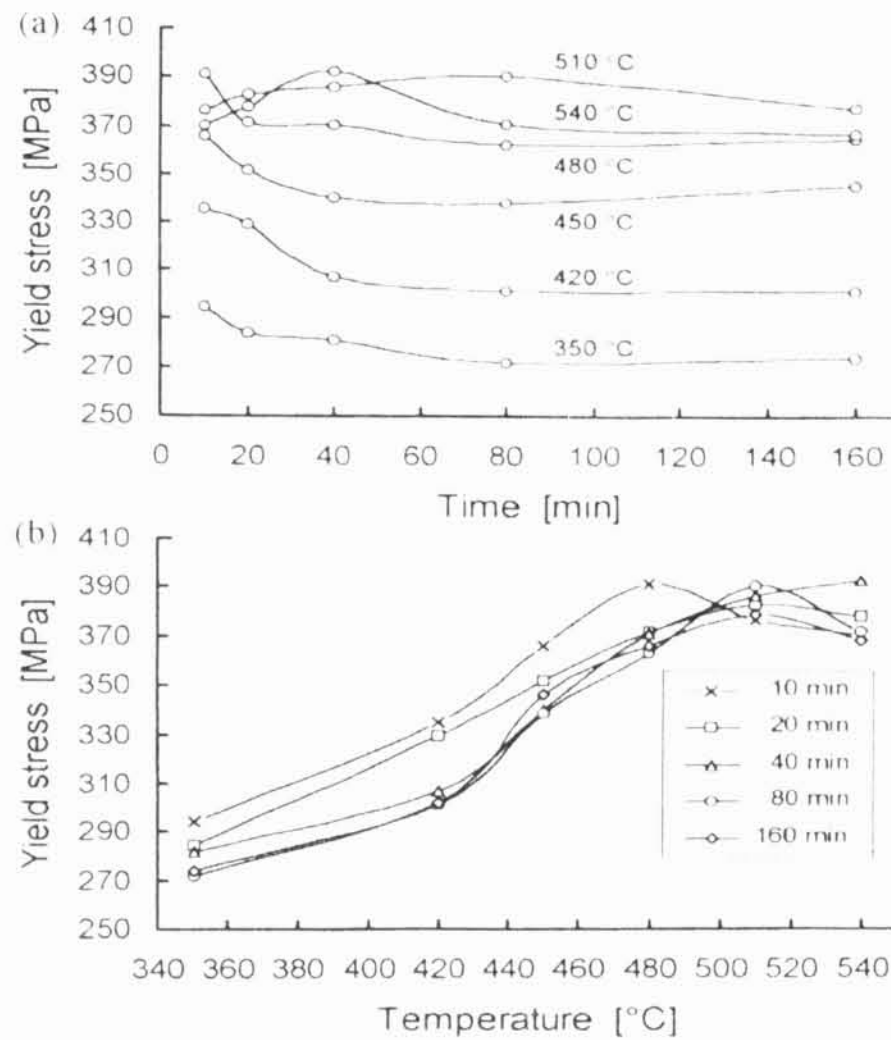 (a)
Yield stress [MPa]
410
390
370
350
330
310
290
270
250
510 °C
540 °C
480 °C
450 °C
420 °C
350 °C
0 20 40 60 80 100 120 140 160
Time [min]
(b)
Yield stress [MPa]
410
390
370
350
330
310
290
270
250
10 min
20 min
40 min
80 min
160 min
340 360 380 400 420 440 460 480 500 520 540
Temperature [°C]